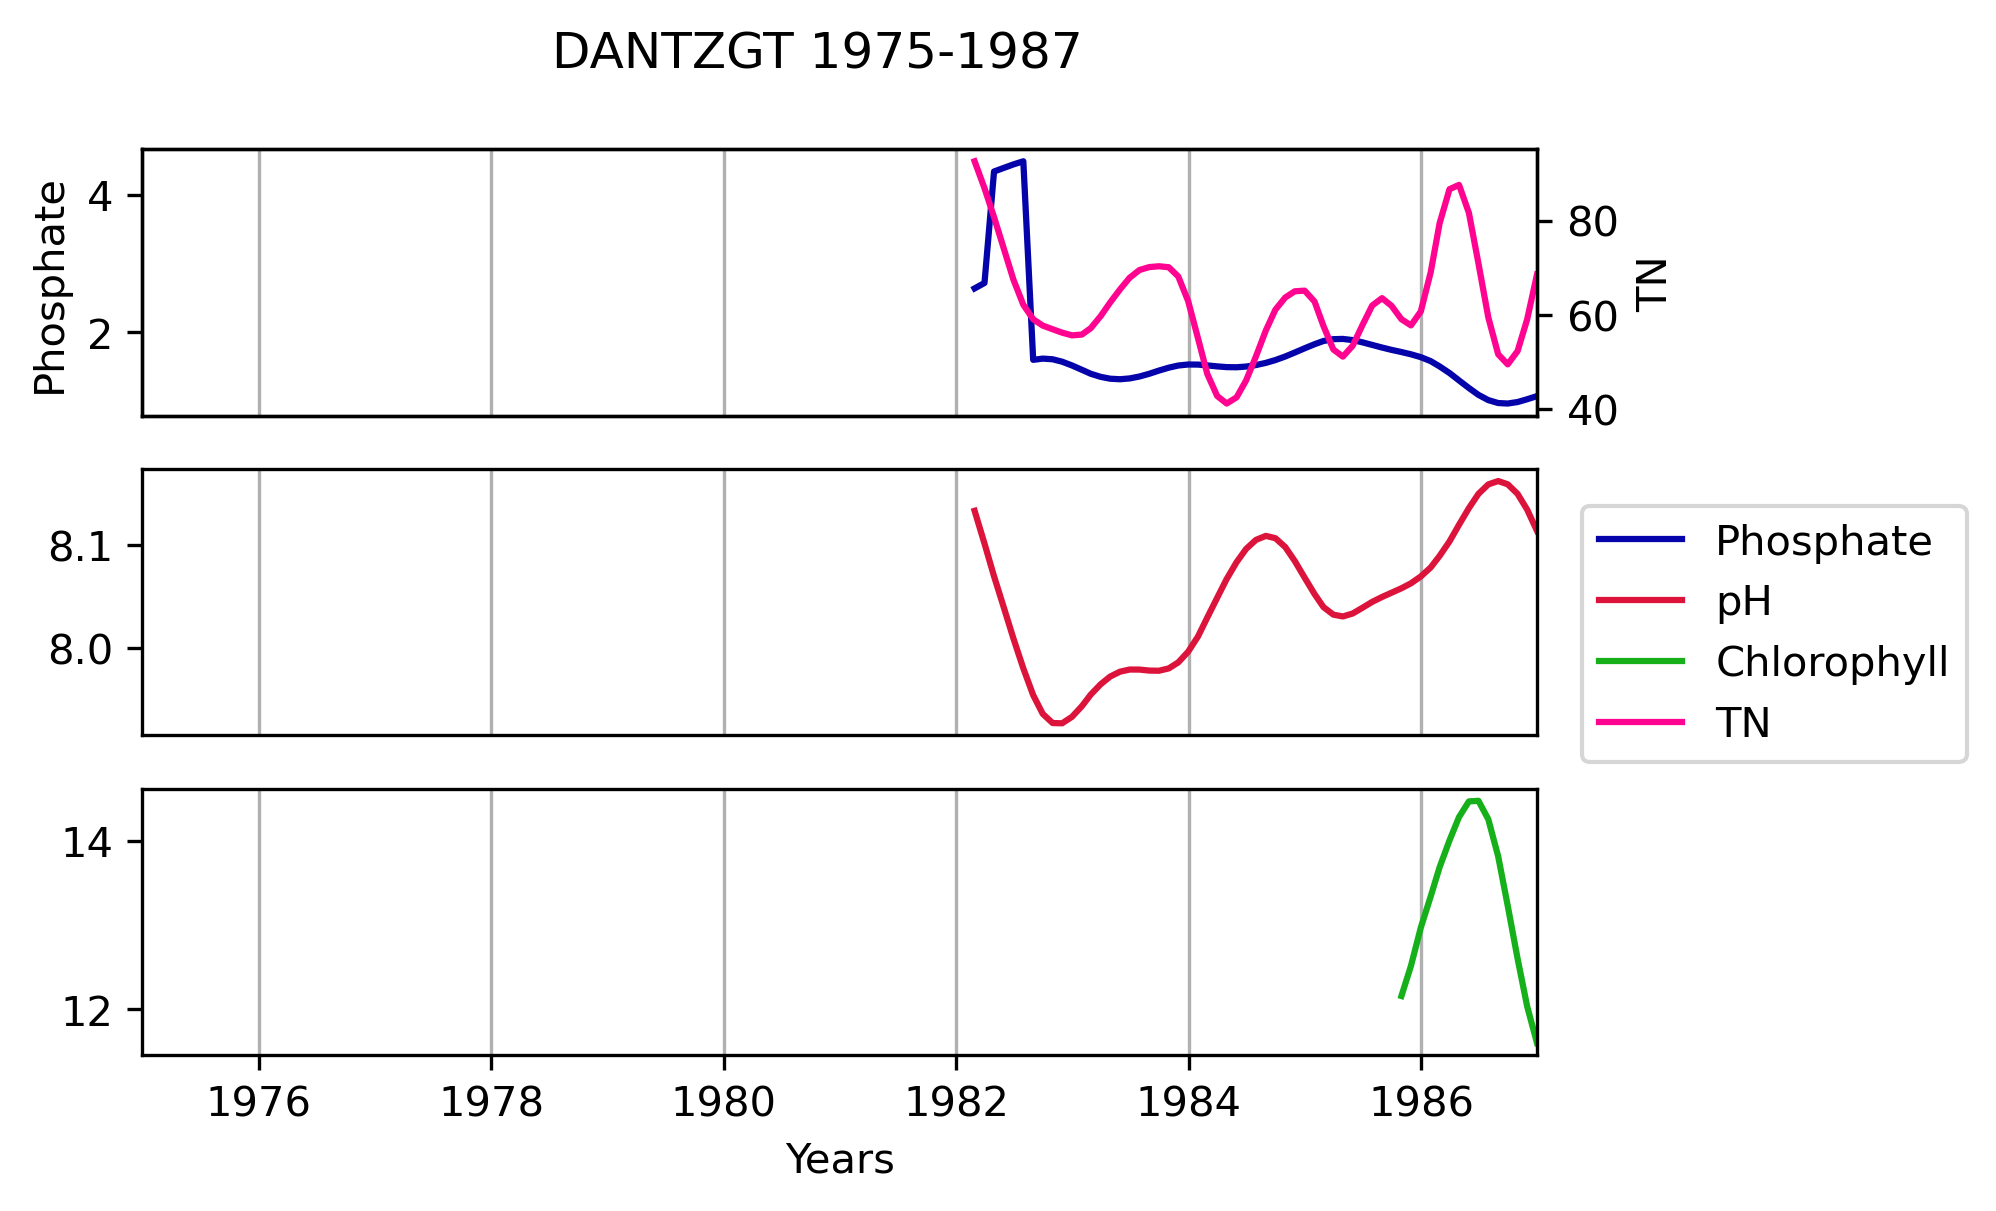 DANTZGT 1975-1987
Phosphate
4
2
80
60
40
TN
8.1
8.0
Phosphate
pH
Chlorophyll
TN
14
12
1976 1978 1980 1982 1984 1986
Years